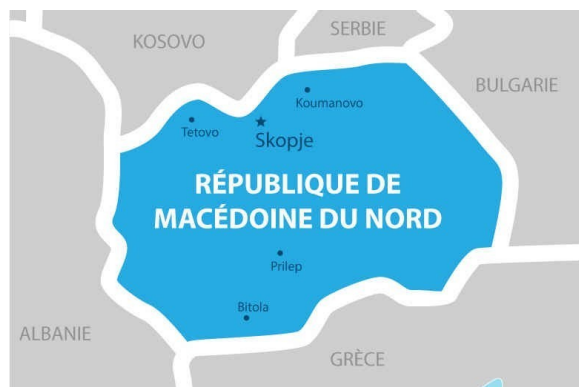 SERBIE
KOSOVO
BULGARIE
Koumanovo
Tetovo
Skopje
RÉPUBLIQUE DE
MACÉDOINE DU NORD
Prilep
Bitola
ALBANIE
GRÈCE